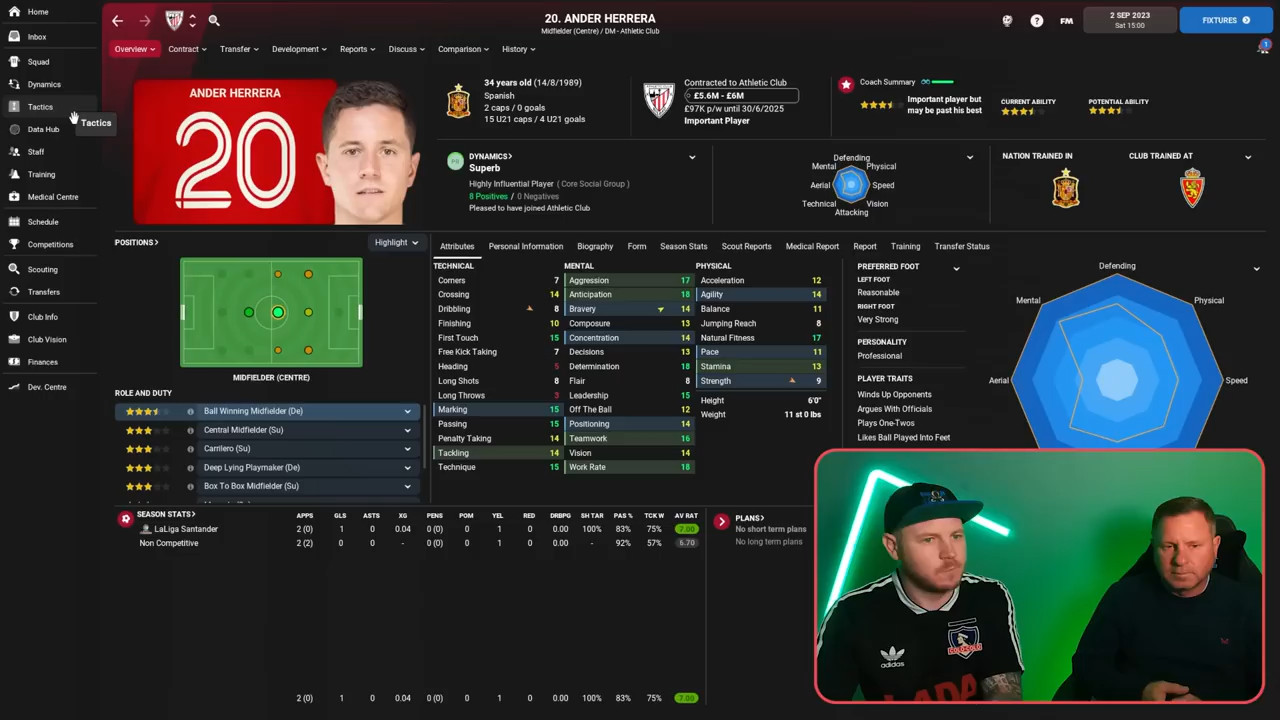 Home
Inbox
Squad
Dynamics
Tactics
Tactics
Data Hub
Staff
Training
Medical Centre
Schedule
Competitions
Scouting
Transfers
Club Info
Club Vision
Finances
Dev. Centre
20. ANDER HERRERA
Midfielder (Centre) / DM - Athletic Club
FM
2 SEP 2023
Sat 15:00
FIXTURES
1
Overview
Contract
Transfer
Development
Reports
Discuss
Comparison
History
ANDER HERRERA
20
34 years old (14/8/1989)
Spanish
2 caps / 0 goals
15 U21 caps / 4 U21 goals
Contracted to Athletic Club
£5.6M - £6M
£97K p/w until 30/6/2025
Important Player
Coach Summary
Important player but
may be past his best
CURRENT ABILITY
POTENTIAL ABILITY
DYNAMICS>
Superb
Highly Influential Player ( Core Social Group )
8 Positives / 0 Negatives
Pleased to have joined Athletic Club
Defending
Mental
Physical
Aerial
Speed
Technical
Vision
Attacking
NATION TRAINED IN
CLUB TRAINED AT
POSITIONS>
Highlight
MIDFIELDER (CENTRE)
ROLE AND DUTY
Ball Winning Midfielder (De)
Central Midfielder (Su)
Carrilero (Su)
Deep Lying Playmaker (De)
Box To Box Midfielder (Su)
Attributes
Personal Information
Biography
Form
Season Stats
Scout Reports
Medical Report
Report
Training
Transfer Status
TECHNICAL
Corners 7
Crossing 14
Dribbling 8
Finishing 10
First Touch 15
Free Kick Taking 7
Heading 5
Long Shots 8
Long Throws 3
Marking 15
Passing 15
Penalty Taking 14
Tackling 14
Technique 15
MENTAL
Aggression 17
Anticipation 18
Bravery 14
Composure 13
Concentration 14
Decisions 13
Determination 18
Flair 8
Leadership 15
Off The Ball 12
Positioning 14
Teamwork 16
Vision 14
Work Rate 18
PHYSICAL
Acceleration 12
Agility 14
Balance 11
Jumping Reach 8
Natural Fitness 17
Pace 11
Stamina 13
Strength 9
Height 6'0"
Weight 11 st 0 lbs
PREFERRED FOOT
LEFT FOOT
Reasonable
RIGHT FOOT
Very Strong
PERSONALITY
Professional
PLAYER TRAITS
Winds Up Opponents
Argues With Officials
Plays One-Twos
Likes Ball Played Into Feet
Defending
Mental
Physical
Aerial
Speed
SEASON STATS>
APPS GLS ASTS XG PENS POM YEL RED DRBPG SH TAR PAS % TCK W AV RAT
LaLiga Santander 2 (0) 1 0 0.04 0 (0) 0 1 0 0.00 100% 83% 75% 7.00
Non Competitive 2 (2) 0 0 - 0 (0) 0 1 0 0.00 - 92% 57% 6.70
2 (0) 1 0 0.04 0 (0) 0 1 0 0.00 100% 83% 75% 7.00
PLANS>
No short term plans
No long term plans
adidas
COLO COLO